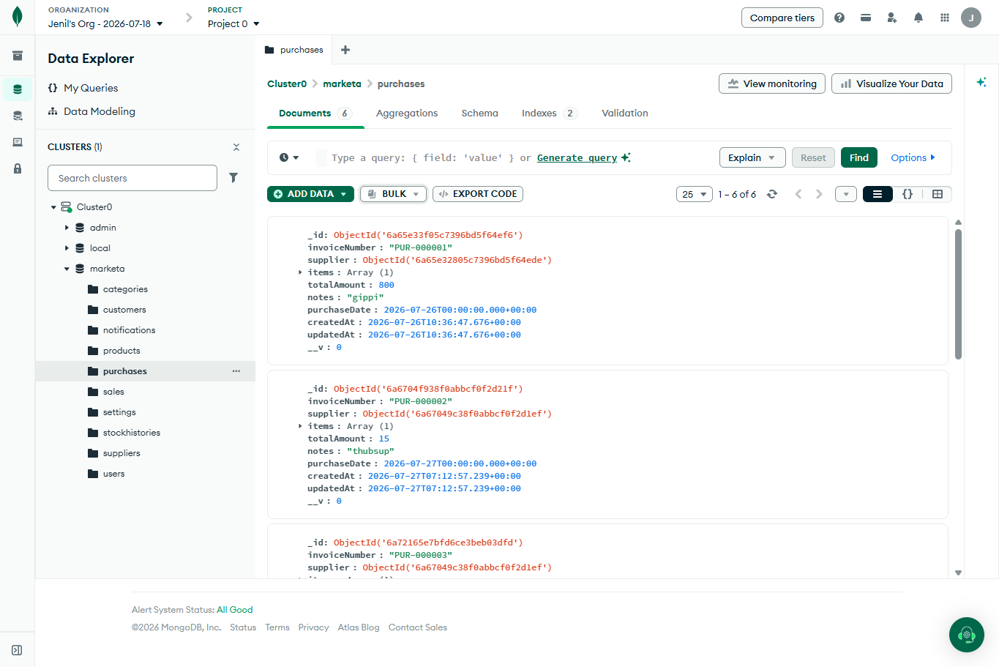 ORGANIZATION
Jenil's Org - 2026-07-18
PROJECT
Project 0
Compare tiers
J
Data Explorer
My Queries
Data Modeling
CLUSTERS (1)
Search clusters
Cluster0
admin
local
marketa
categories
customers
notifications
products
purchases
sales
settings
stockhistories
suppliers
users
purchases
Cluster0 > marketa > purchases
View monitoring
Visualize Your Data
Documents 6
Aggregations
Schema
Indexes 2
Validation
Type a query: { field: 'value' } or Generate query
Explain
Reset
Find
Options
ADD DATA
BULK
EXPORT CODE
25
1 – 6 of 6
_id: ObjectId('6a65e33f05c7396bd5f64ef6')
invoiceNumber : "PUR-000001"
supplier : ObjectId('6a65e32805c7396bd5f64ede')
items : Array (1)
totalAmount : 800
notes : "gippi"
purchaseDate : 2026-07-26T00:00:00.000+00:00
createdAt : 2026-07-26T10:36:47.676+00:00
updatedAt : 2026-07-26T10:36:47.676+00:00
__v : 0
_id: ObjectId('6a6704f938f0abbcf0f2d21f')
invoiceNumber : "PUR-000002"
supplier : ObjectId('6a67049c38f0abbcf0f2d1ef')
items : Array (1)
totalAmount : 15
notes : "thubsup"
purchaseDate : 2026-07-27T00:00:00.000+00:00
createdAt : 2026-07-27T07:12:57.239+00:00
updatedAt : 2026-07-27T07:12:57.239+00:00
__v : 0
_id: ObjectId('6a72165e7bfd6ce3beb03dfd')
invoiceNumber : "PUR-000003"
supplier : ObjectId('6a67049c38f0abbcf0f2d1ef')
Alert System Status: All Good
©2026 MongoDB, Inc. Status Terms Privacy Atlas Blog Contact Sales